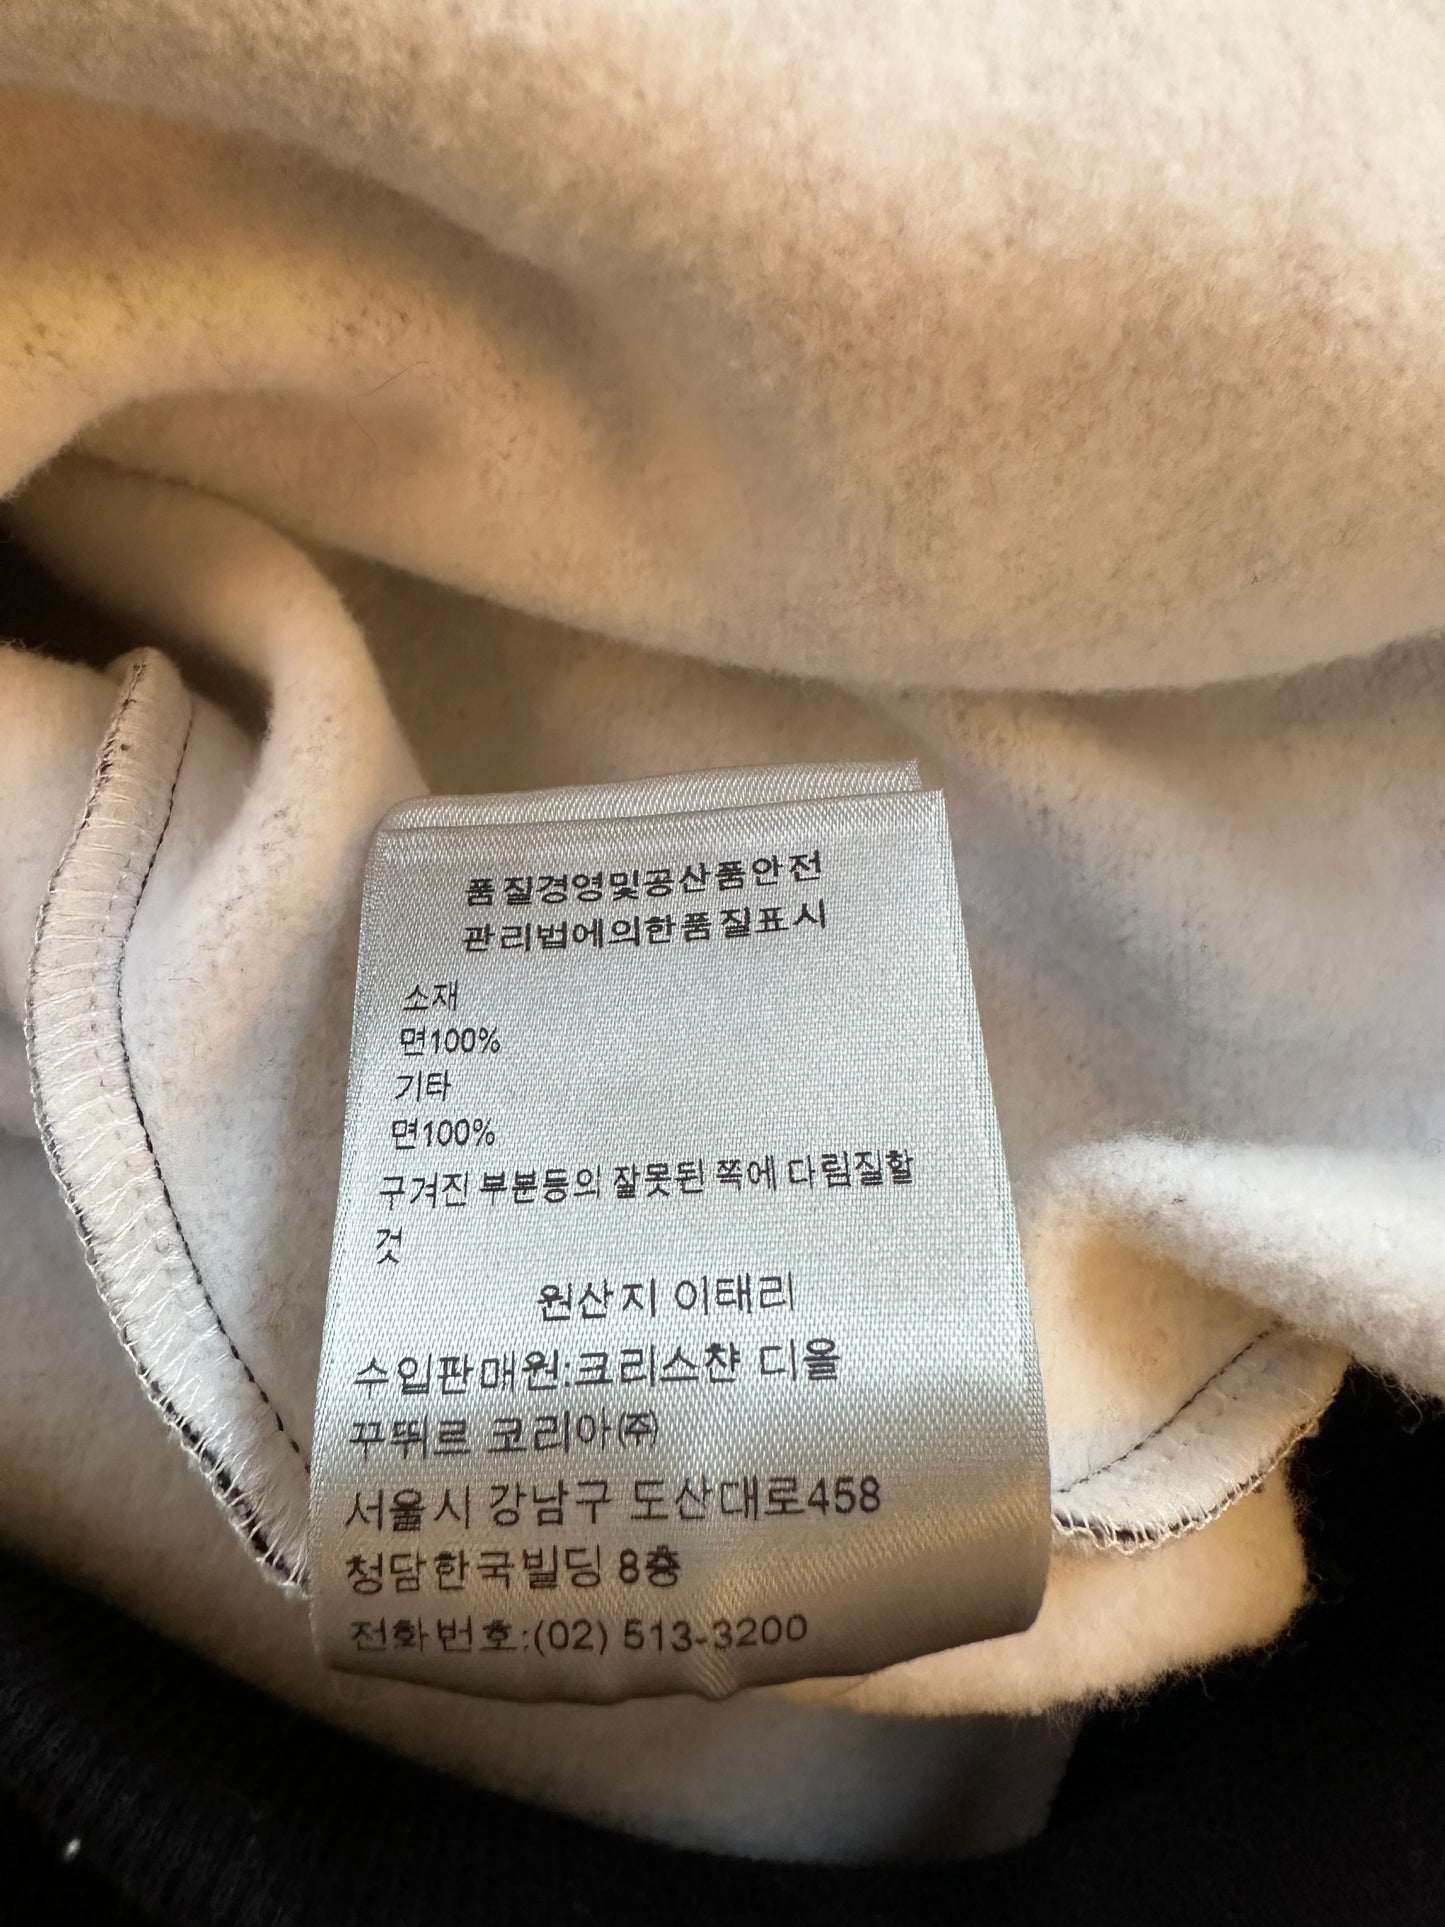 품질경영및공산품안전
관리법에의한품질표시
소재
면100%
기타
면100%
구겨진 부분등의 잘못된 쪽에 다림질할
것
원산지 이태리
수입판매원:크리스챤 디올
꾸뛰르 코리아㈜
서울시 강남구 도산대로458
청담한국빌딩 8층
전화번호:(02) 513-3200